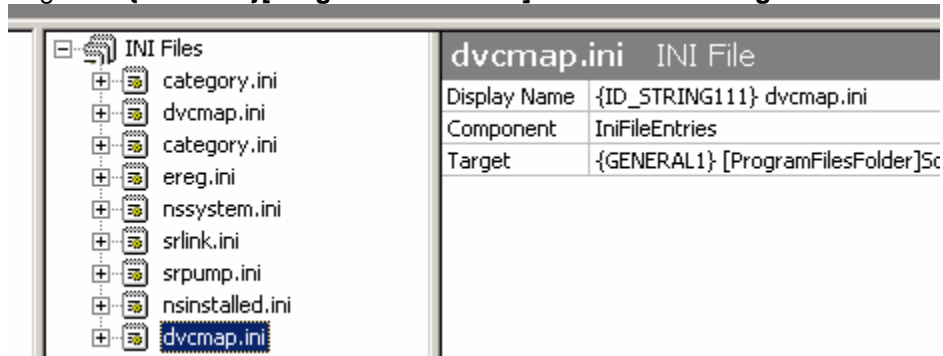 INI Files
category.ini
dvcmap.ini
category.ini
ereg.ini
nssystem.ini
srlink.ini
srpump.ini
nsinstalled.ini
dvcmap.ini
dvcmap.ini INI File
Display Name {ID_STRING111} dvcmap.ini
Component IniFileEntries
Target {GENERAL1} [ProgramFilesFolder]So